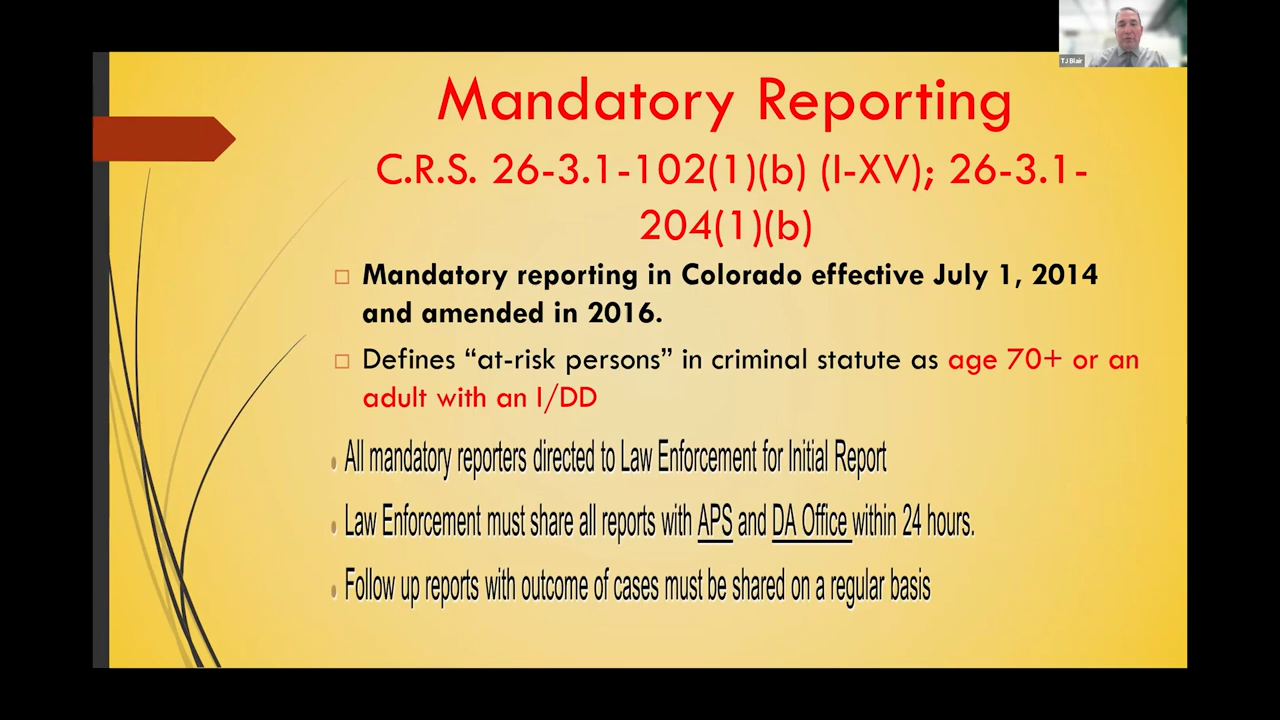 TJ Blair
Mandatory Reporting
C.R.S. 26-3.1-102(1)(b) (I-XV); 26-3.1-
204(1)(b)
Mandatory reporting in Colorado effective July 1, 2014
and amended in 2016.
Defines “at-risk persons” in criminal statute as age 70+ or an
adult with an I/DD
All mandatory reporters directed to Law Enforcement for Initial Report
Law Enforcement must share all reports with APS and DA Office within 24 hours.
Follow up reports with outcome of cases must be shared on a regular basis